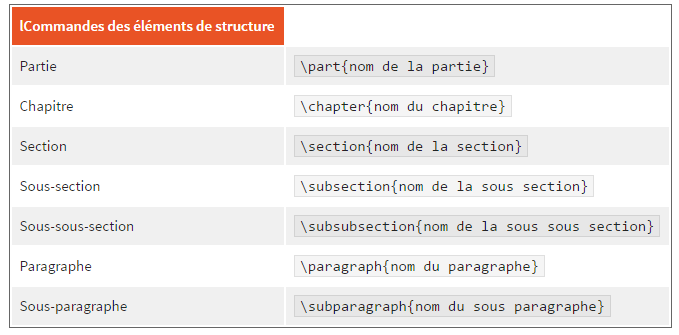 lCommandes des éléments de structure
Partie \part{nom de la partie}
Chapitre \chapter{nom du chapitre}
Section \section{nom de la section}
Sous-section \subsection{nom de la sous section}
Sous-sous-section \subsubsection{nom de la sous sous section}
Paragraphe \paragraph{nom du paragraphe}
Sous-paragraphe \subparagraph{nom du sous paragraphe}